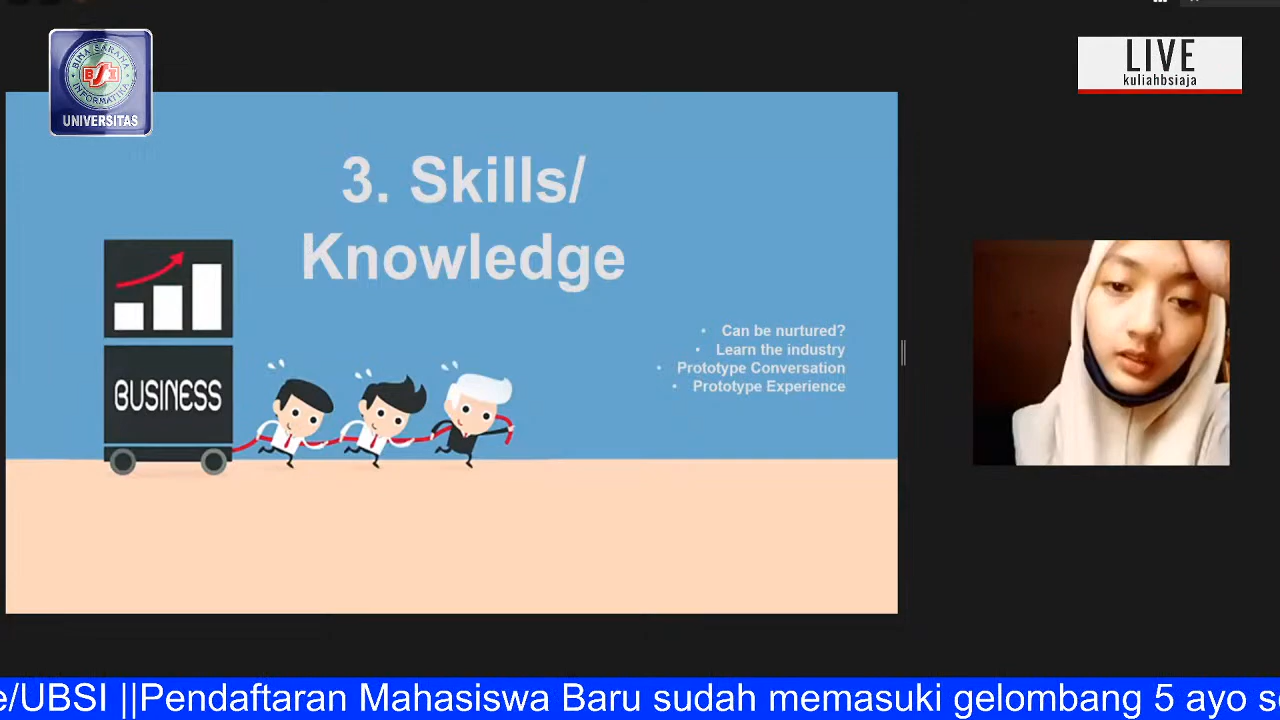 BINA SARANA
BSI
INFORMATIKA
UNIVERSITAS
LIVE
kuliahbsiaja
3. Skills/
Knowledge
BUSINESS
• Can be nurtured?
• Learn the industry
• Prototype Conversation
• Prototype Experience
e/UBSI ||Pendaftaran Mahasiswa Baru sudah memasuki gelombang 5 ayo s